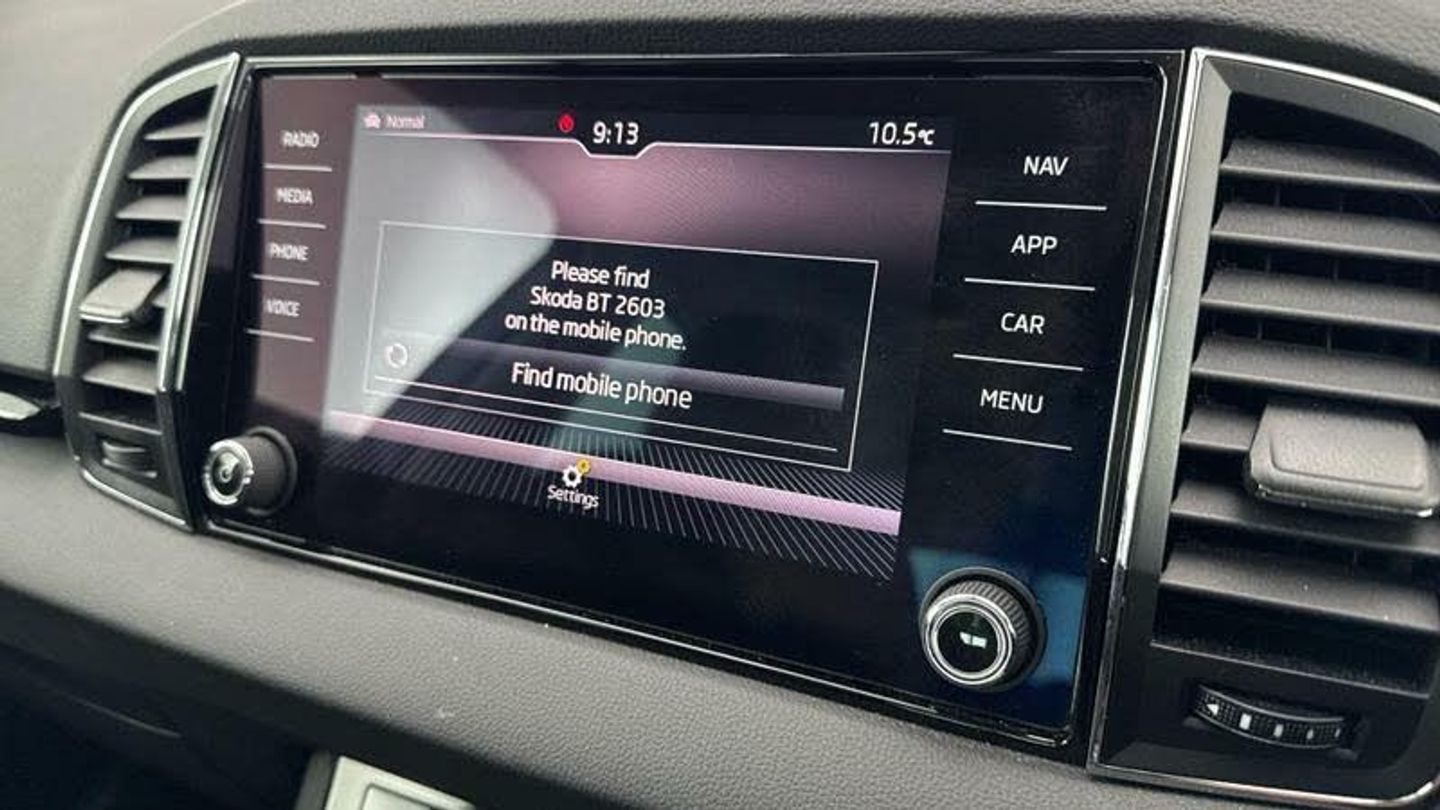 Normal
9:13
10.5°C
RADIO
MEDIA
PHONE
VOICE
Please find
Skoda BT 2603
on the mobile phone.
Find mobile phone
Settings
NAV
APP
CAR
MENU